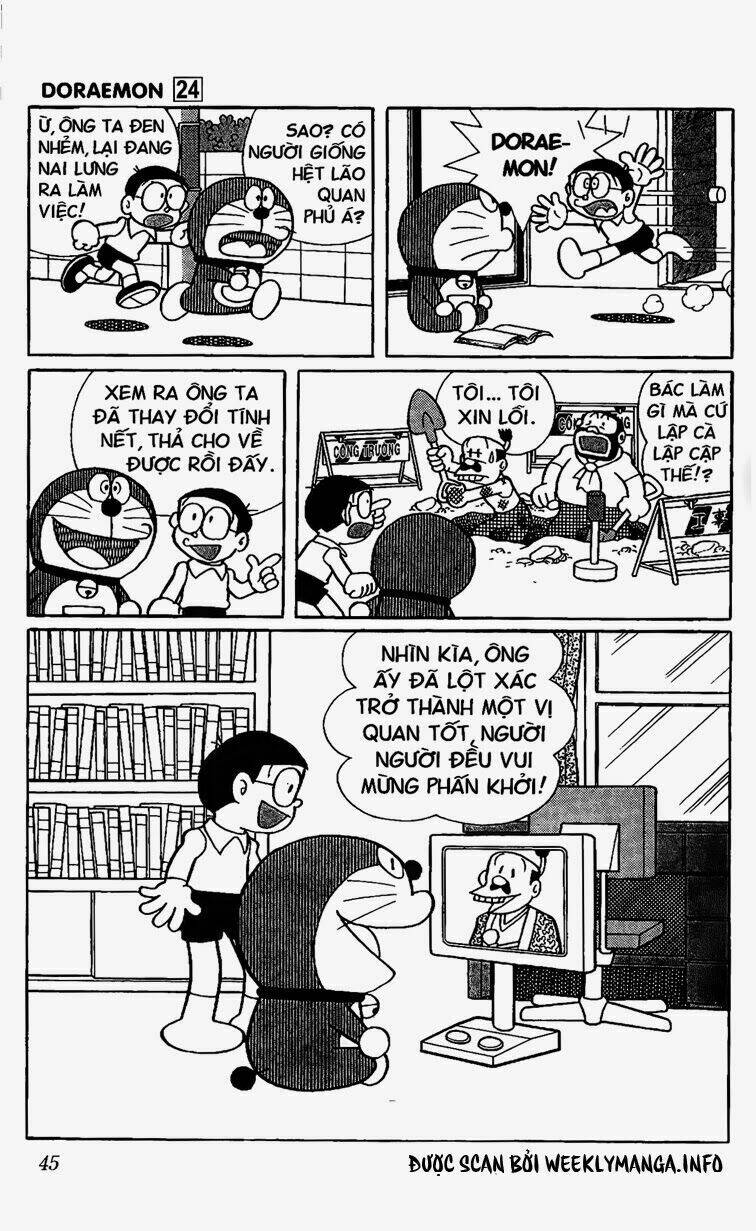 DORAEMON 24
DORAE-
MON!
SAO? CÓ
NGƯỜI GIỐNG
HỆT LÃO
QUAN
PHỦ Á?
Ừ, ÔNG TA ĐEN
NHẺM, LẠI ĐANG
NAI LƯNG
RA LÀM
VIỆC!
BÁC LÀM
GÌ MÀ CỨ
LẬP CÀ
LẬP CẬP
THẾ!?
TÔI... TÔI
XIN LỖI.
CÔNG TRƯỜNG
XEM RA ÔNG TA
ĐÃ THAY ĐỔI TÍNH
NẾT, THẢ CHO VỀ
ĐƯỢC RỒI ĐẤY.
NHÌN KÌA, ÔNG
ẤY ĐÃ LỘT XÁC
TRỞ THÀNH MỘT VỊ
QUAN TỐT, NGƯỜI
NGƯỜI ĐỀU VUI
MỪNG PHẤN KHỞI!
45
ĐƯỢC SCAN BỞI WEEKLYMANGA.INFO